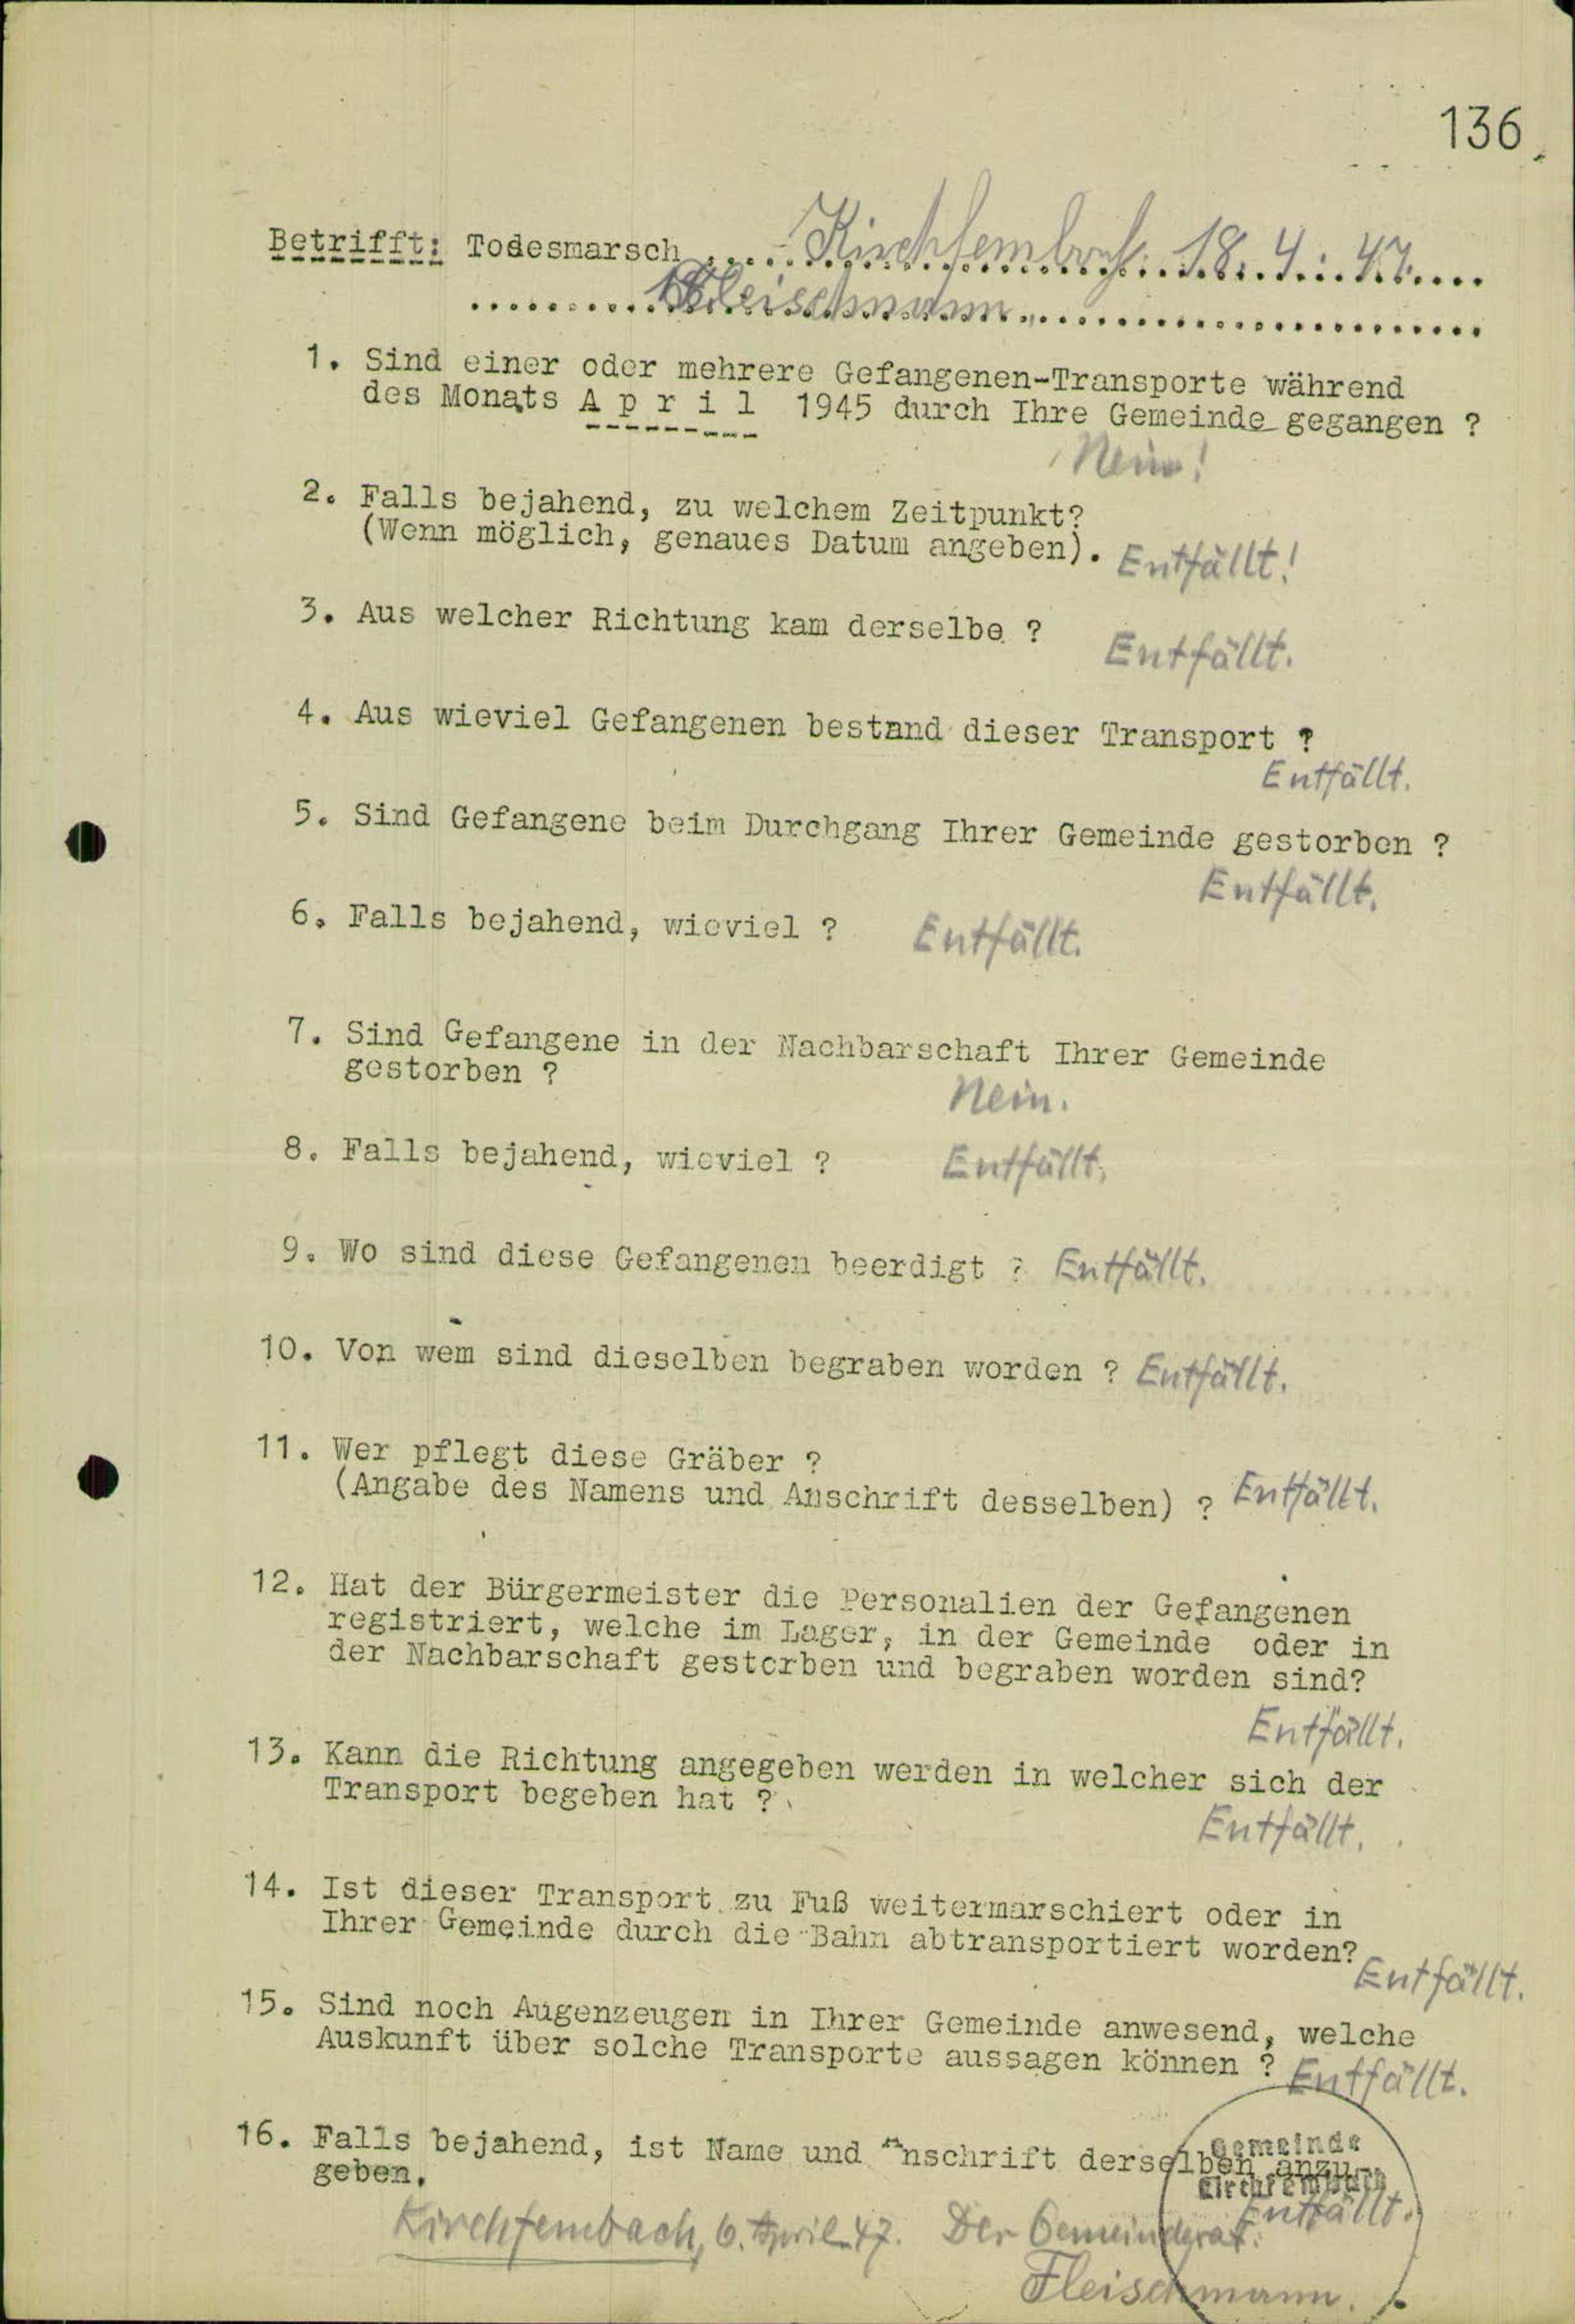 136
Betrifft: Todesmarsch ..... Kirchfembach. 18. 4. 47.
Fleischmann.
1. Sind einer oder mehrere Gefangenen-Transporte während
des Monats A p r i l 1945 durch Ihre Gemeinde gegangen ?
Nein!
2. Falls bejahend, zu welchem Zeitpunkt?
(Wenn möglich, genaues Datum angeben). Entfällt!
3. Aus welcher Richtung kam derselbe ? Entfällt.
4. Aus wieviel Gefangenen bestand dieser Transport ?
Entfällt.
5. Sind Gefangene beim Durchgang Ihrer Gemeinde gestorben ?
Entfällt.
6. Falls bejahend, wieviel ? Entfällt.
7. Sind Gefangene in der Nachbarschaft Ihrer Gemeinde
gestorben ?
Nein.
8. Falls bejahend, wieviel ? Entfällt.
9. Wo sind diese Gefangenen beerdigt ? Entfällt.
10. Von wem sind dieselben begraben worden ? Entfällt.
11. Wer pflegt diese Gräber ?
(Angabe des Namens und Anschrift desselben) ? Entfällt.
12. Hat der Bürgermeister die Personalien der Gefangenen
registriert, welche im Lager, in der Gemeinde oder in
der Nachbarschaft gestorben und begraben worden sind?
Entfällt.
13. Kann die Richtung angegeben werden in welcher sich der
Transport begeben hat ?
Entfällt.
14. Ist dieser Transport zu Fuß weitermarschiert oder in
Ihrer Gemeinde durch die Bahn abtransportiert worden?
Entfällt.
15. Sind noch Augenzeugen in Ihrer Gemeinde anwesend, welche
Auskunft über solche Transporte aussagen können ? Entfällt.
16. Falls bejahend, ist Name und Anschrift derselben anzu-
geben.
Gemeinde
Kirchfembach
Entfällt.
Kirchfembach, 6. April 47. Der Gemeinderat:
Fleischmann.